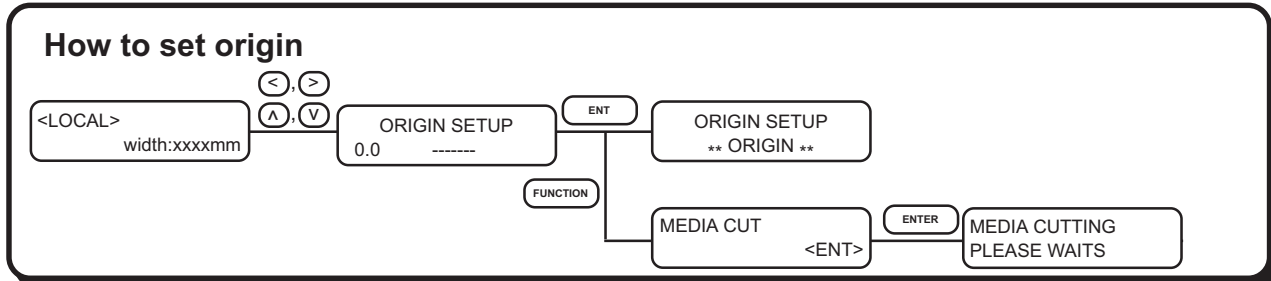 How to set origin
<, >
∧, ∨
<LOCAL>
width:xxxxmm
ORIGIN SETUP
0.0 -------
ENT
ORIGIN SETUP
** ORIGIN **
FUNCTION
MEDIA CUT
<ENT>
ENTER
MEDIA CUTTING
PLEASE WAITS